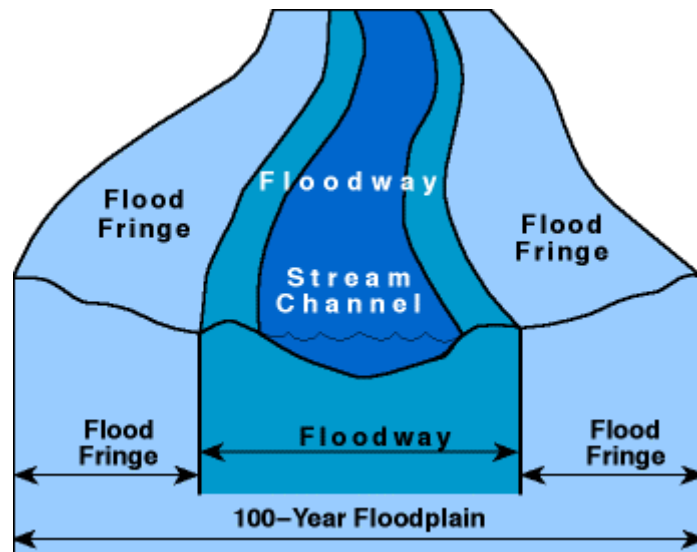 Floodway
Flood
Fringe
Flood
Fringe
Stream
Channel
Flood
Fringe
Floodway
Flood
Fringe
100–Year Floodplain